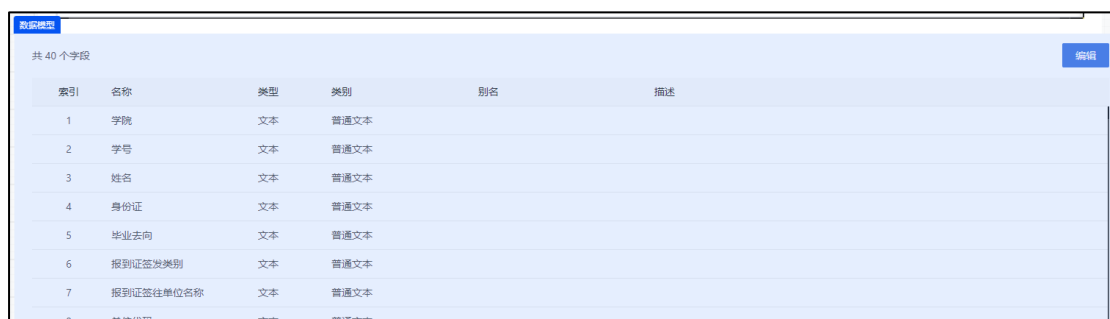 数据模型
共 40 个字段 编辑
索引 名称 类型 类别 别名 描述
1 学院 文本 普通文本
2 学号 文本 普通文本
3 姓名 文本 普通文本
4 身份证 文本 普通文本
5 毕业去向 文本 普通文本
6 报到证签发类别 文本 普通文本
7 报到证签往单位名称 文本 普通文本